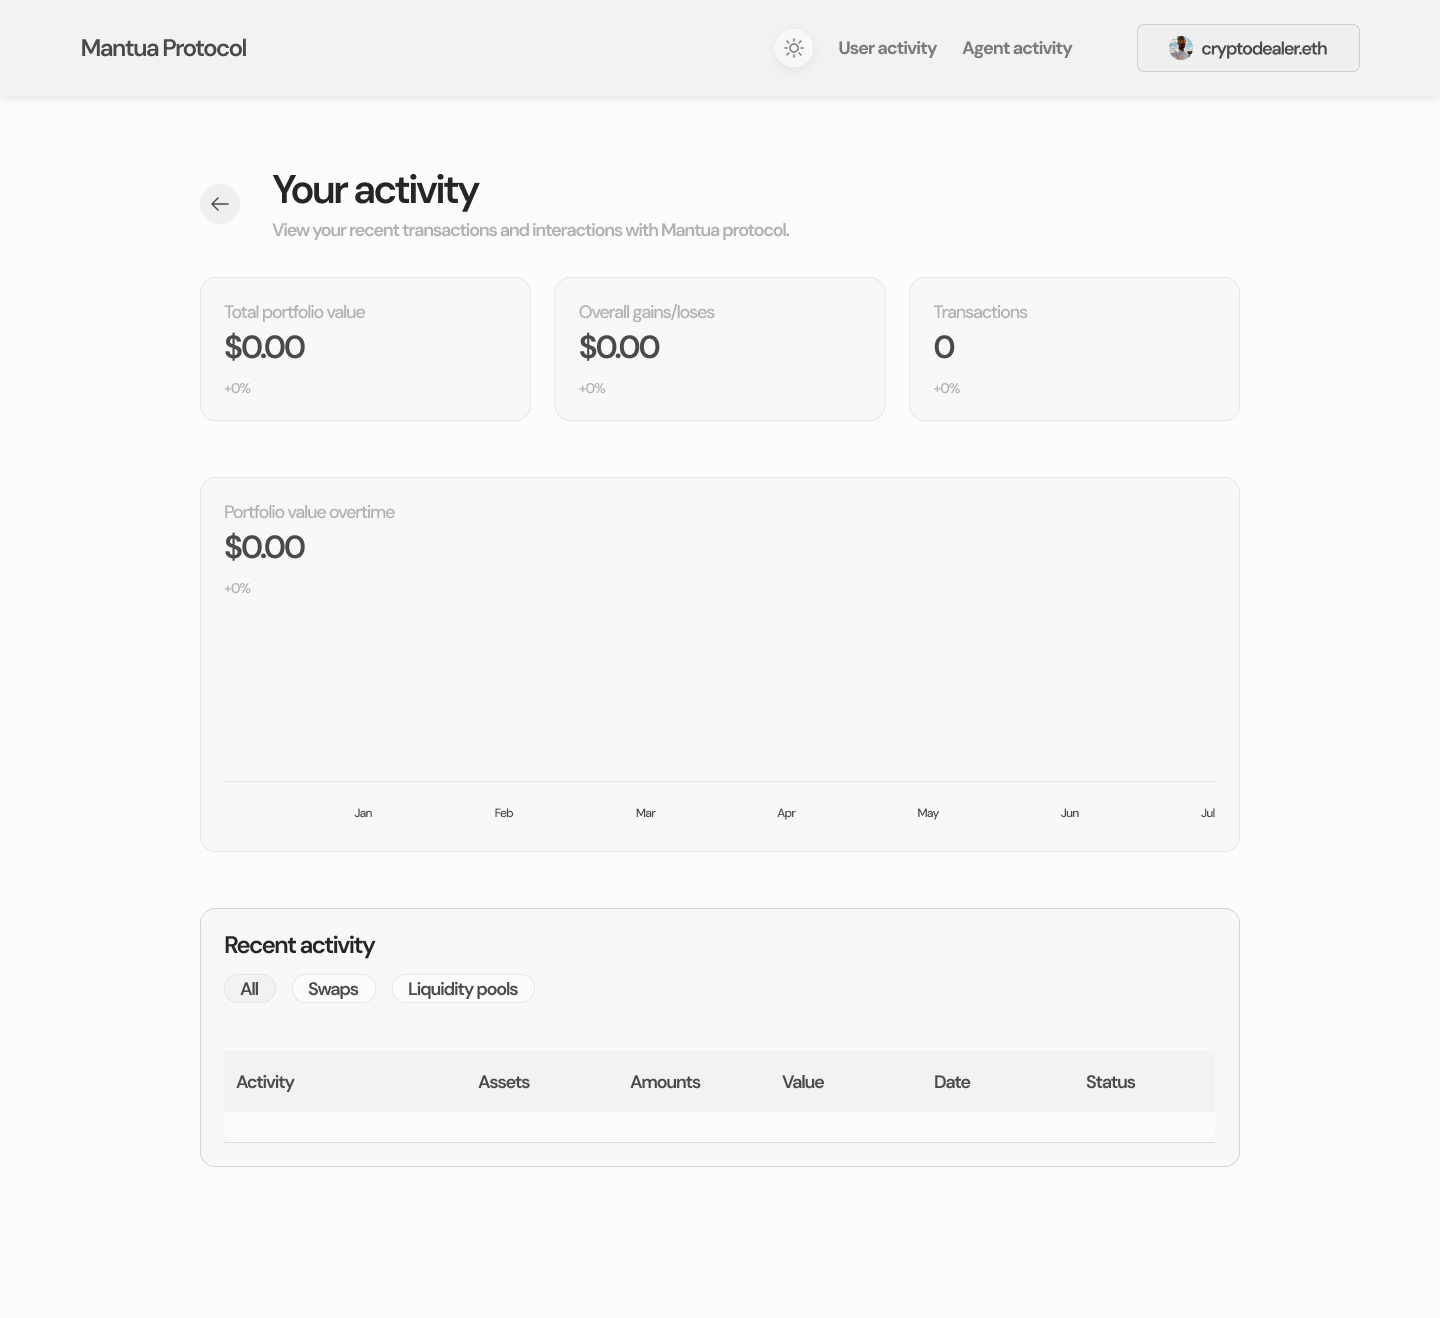 Mantua Protocol
User activity
Agent activity
cryptodealer.eth
Your activity
View your recent transactions and interactions with Mantua protocol.
Total portfolio value
$0.00
+0%
Overall gains/loses
$0.00
+0%
Transactions
0
+0%
Portfolio value overtime
$0.00
+0%
Jan Feb Mar Apr May Jun Jul
Recent activity
All Swaps Liquidity pools
Activity Assets Amounts Value Date Status